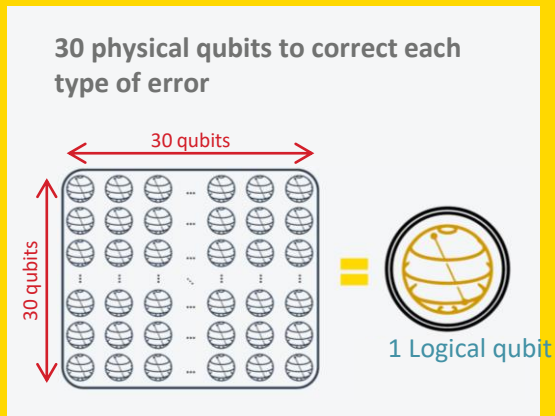 30 physical qubits to correct each
type of error
30 qubits
30 qubits
1 Logical qubit